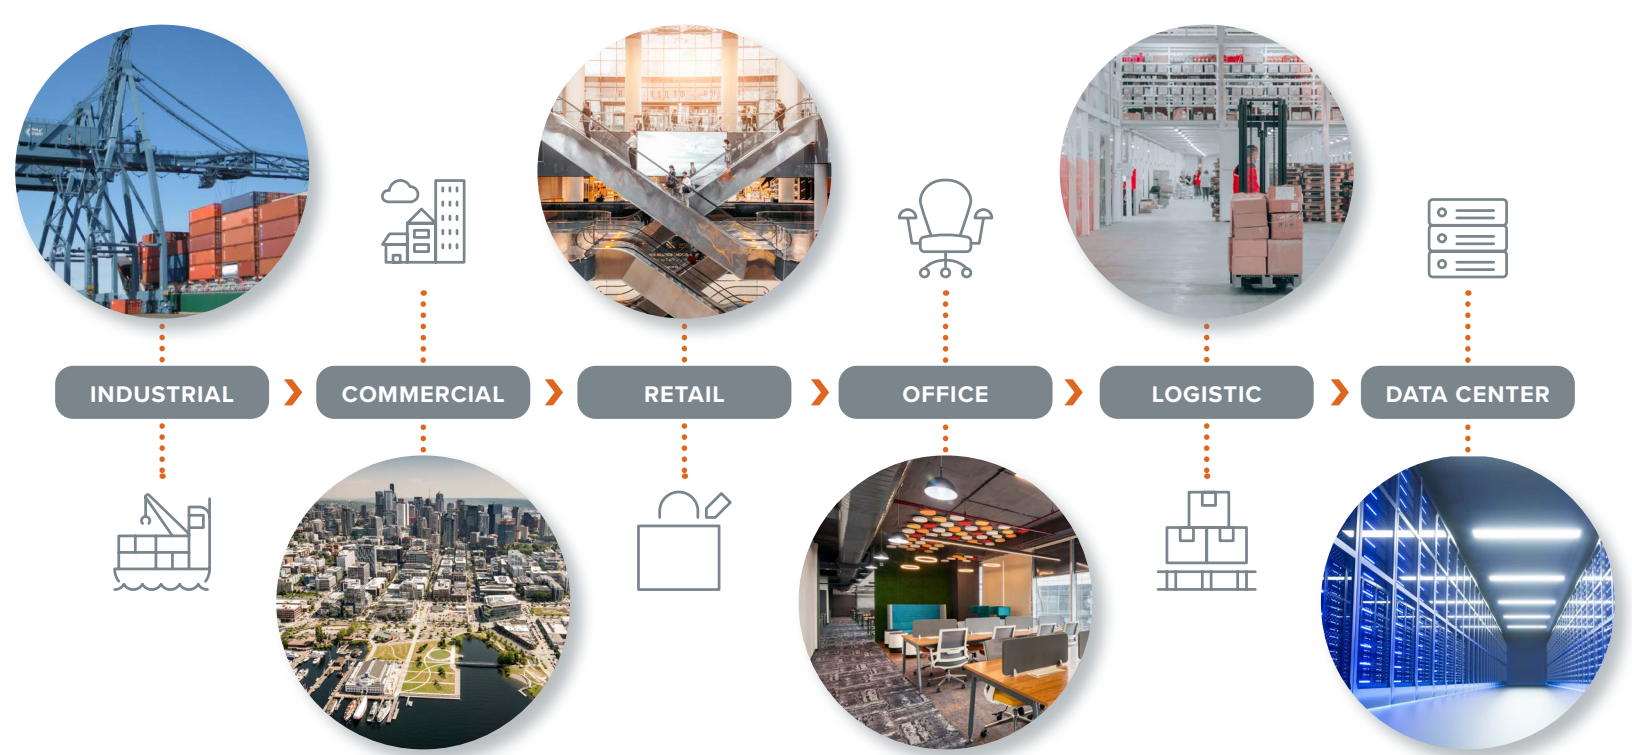 INDUSTRIAL
COMMERCIAL
RETAIL
OFFICE
LOGISTIC
DATA CENTER